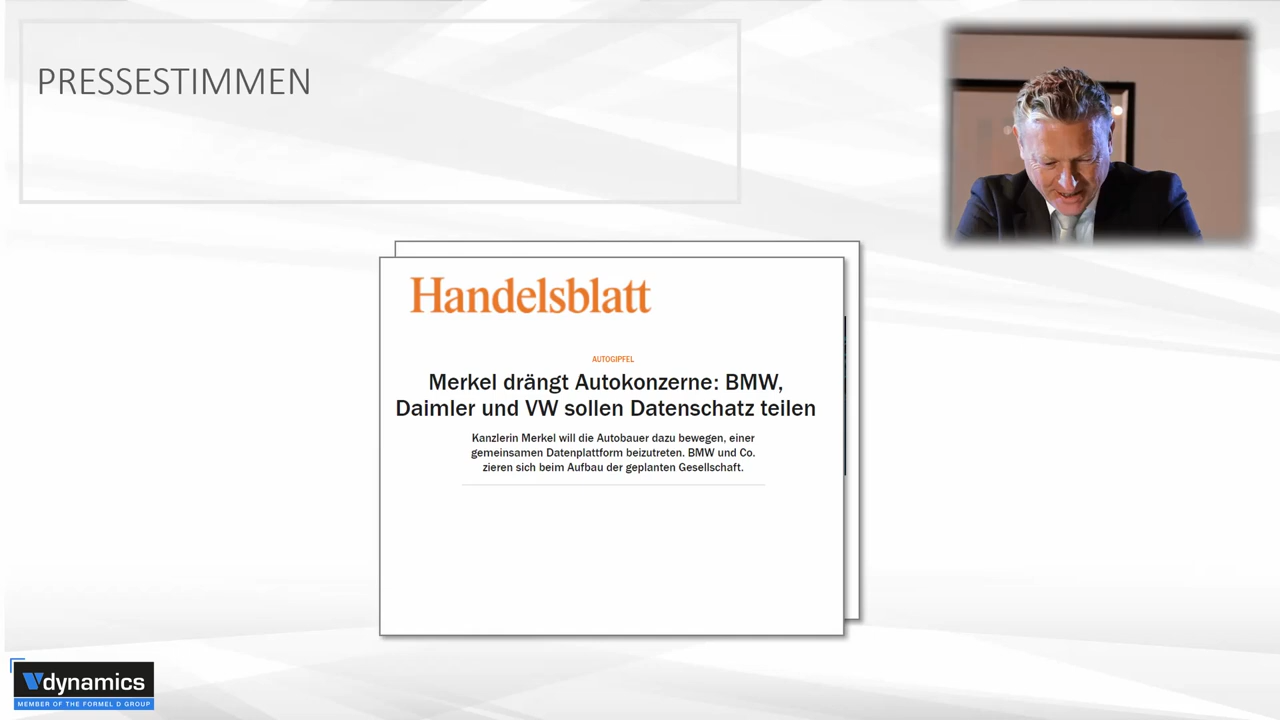 PRESSESTIMMEN
Handelsblatt
AUTOGIPFEL
Merkel drängt Autokonzerne: BMW,
Daimler und VW sollen Datenschatz teilen
Kanzlerin Merkel will die Autobauer dazu bewegen, einer
gemeinsamen Datenplattform beizutreten. BMW und Co.
zieren sich beim Aufbau der geplanten Gesellschaft.
Vdynamics
MEMBER OF THE FORMEL D GROUP